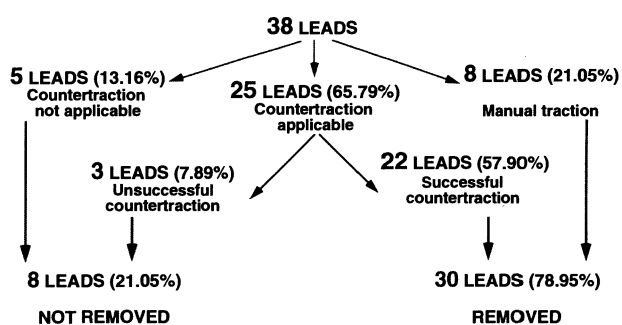 38 LEADS
5 LEADS (13.16%)
Countertraction
not applicable
25 LEADS (65.79%)
Countertraction
applicable
8 LEADS (21.05%)
Manual traction
3 LEADS (7.89%)
Unsuccessful
countertraction
22 LEADS (57.90%)
Successful
countertraction
8 LEADS (21.05%)
NOT REMOVED
30 LEADS (78.95%)
REMOVED